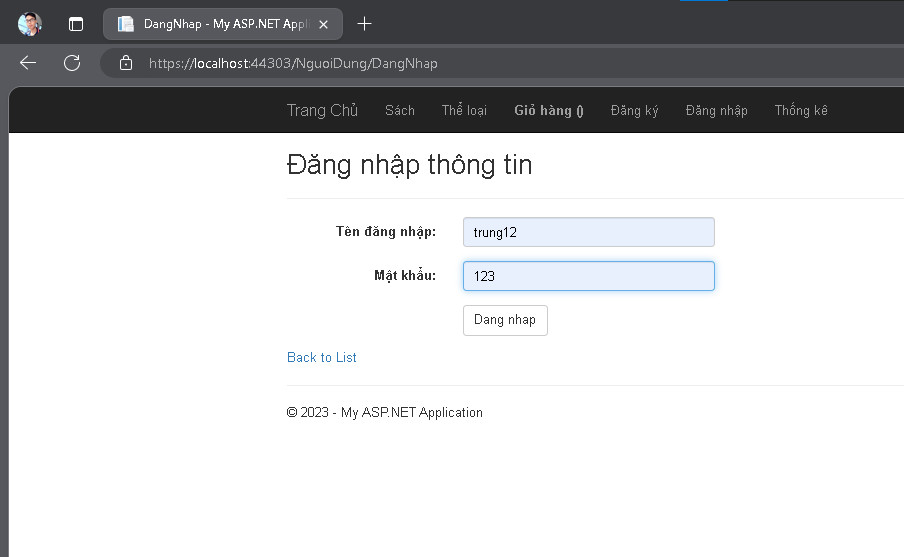 DangNhap - My ASP.NET Appl
https://localhost:44303/NguoiDung/DangNhap
Trang Chủ Sách Thể loại Giỏ hàng () Đăng ký Đăng nhập Thống kê
Đăng nhập thông tin
Tên đăng nhập: trung12
Mật khẩu: 123
Dang nhap
Back to List
© 2023 - My ASP.NET Application